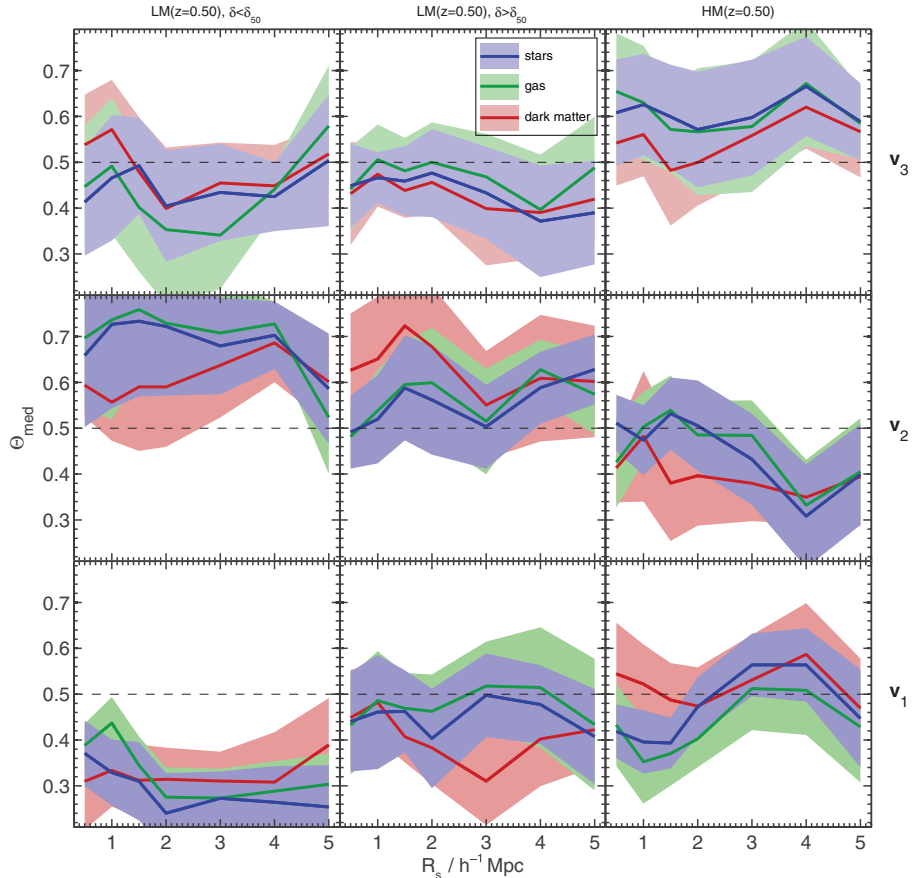 LM(z=0.50), δ<δ50 LM(z=0.50), δ>δ50 HM(z=0.50)
stars
gas
dark matter
0.7
0.6
0.5
0.4
0.3
v3
0.7
0.6
0.5
0.4
0.3
Θmed
v2
0.7
0.6
0.5
0.4
0.3
v1
1 2 3 4 5 1 2 3 4 5 1 2 3 4 5
Rs / h⁻¹ Mpc